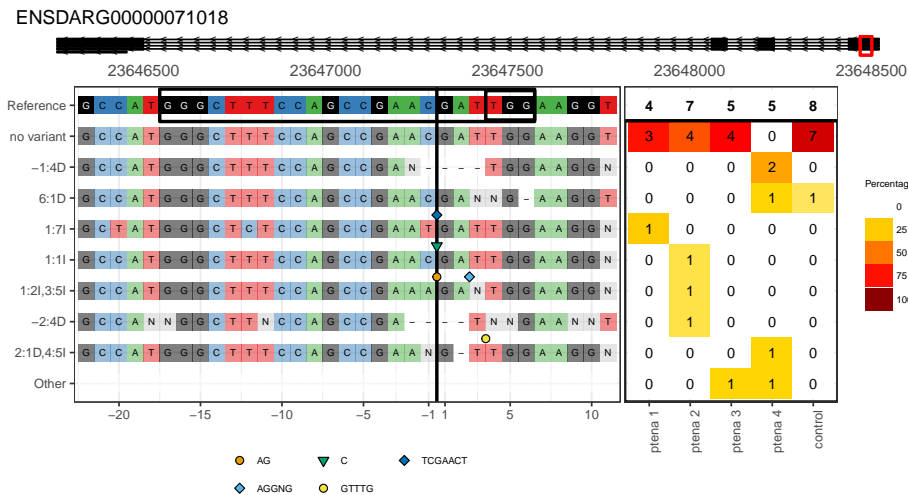 ENSDARG00000071018
23646500 23647000 23647500 23648000 23648500
Reference G C C A T G G G C T T T C C A G C C G A A C G A T T G G A A G G T 4 7 5 5 8
no variant G C C A T G G G C T T T C C A G C C G A A C G A T T G G A A G G T 3 4 4 0 7
−1:4D G C C A T G G G C T T T C C A G C C G A N − − − − T G G A A G G N 0 0 0 2 0
6:1D G C C A T G G G C T T T C C A G C C G A A C G A N N G − A A G G T 0 0 0 1 1
1:7I G C T A T G G G C T C T C C A G C C G A A T G A T T G G A A G G N 1 0 0 0 0
1:1I G C C A T G G G C T T T C C A G C C G A A C G A T T G G A A G G N 0 1 0 0 0
1:2I,3:5I G C C A T G G G C T T T C C A G C C G A A A G A N T G G A A G G N 0 1 0 0 0
−2:4D G C C A N N G G C T T N C C A G C C G A − − − − T N N G A A N N T 0 1 0 0 0
2:1D,4:5I G C C A T G G G C T T T C C A G C C G A A N G − T T G G A A G G N 0 0 0 1 0
Other 0 0 1 1 0
−20 −15 −10 −5 −1 1 5 10
ptena 1
ptena 2
ptena 3
ptena 4
control
Percentag
0
25
50
75
100
AG C TCGAACT
AGGNG GTTTG